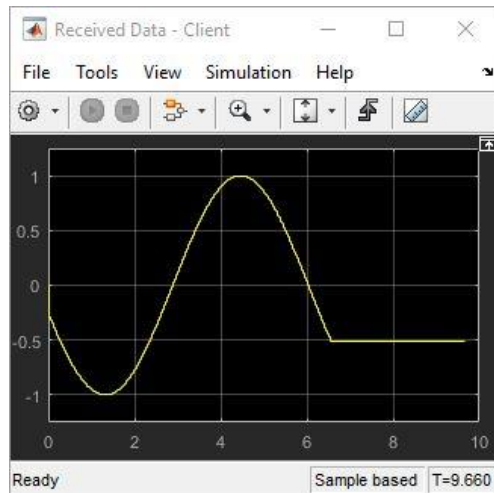 Received Data - Client
File Tools View Simulation Help
1
0.5
0
-0.5
-1
0 2 4 6 8 10
Ready Sample based T=9.660